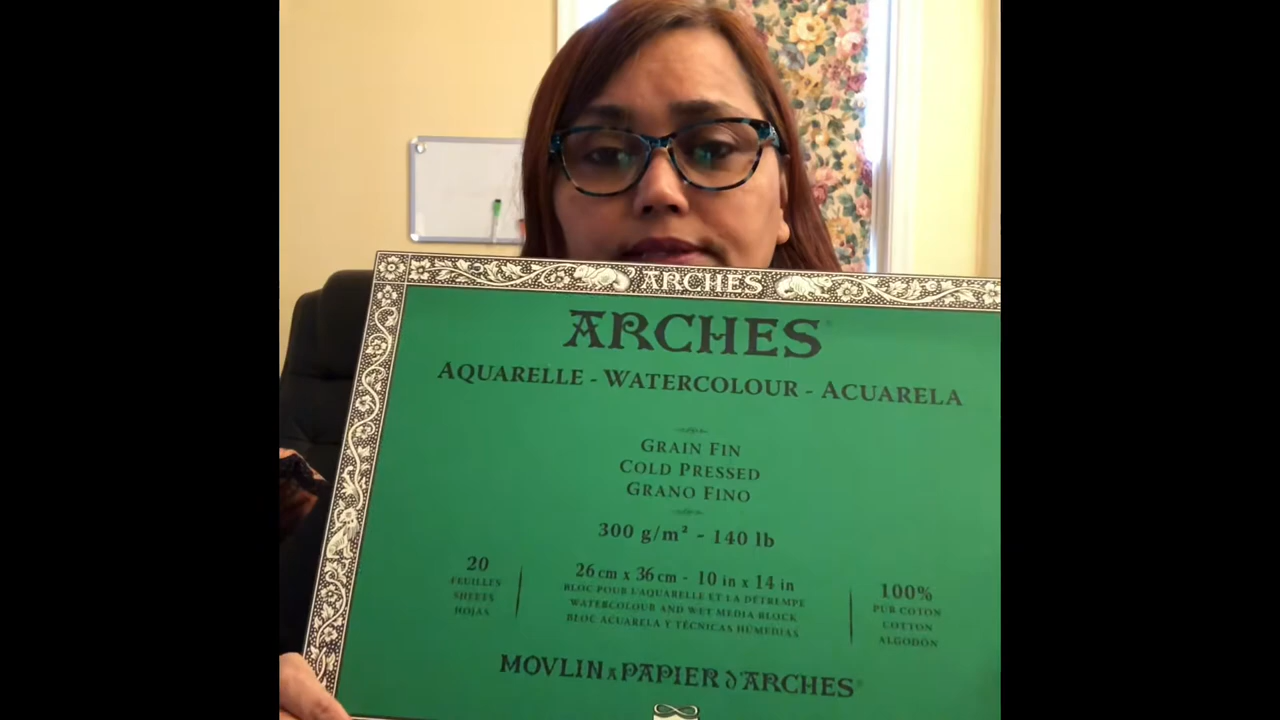 ARCHES
ARCHES
AQUARELLE - WATERCOLOUR - ACUARELA
GRAIN FIN
COLD PRESSED
GRANO FINO
300 g/m² - 140 lb
20
FEUILLES
SHEETS
HOJAS
26 cm x 36 cm - 10 in x 14 in
BLOC POUR L'AQUARELLE ET LA DÉTREMPE
WATERCOLOUR AND WET MEDIA BLOCK
BLOC ACUARELA Y TÉCNICAS HÚMEDIAS
100%
PUR COTON
COTTON
ALGODÓN
MOVLIN À PAPIER D'ARCHES